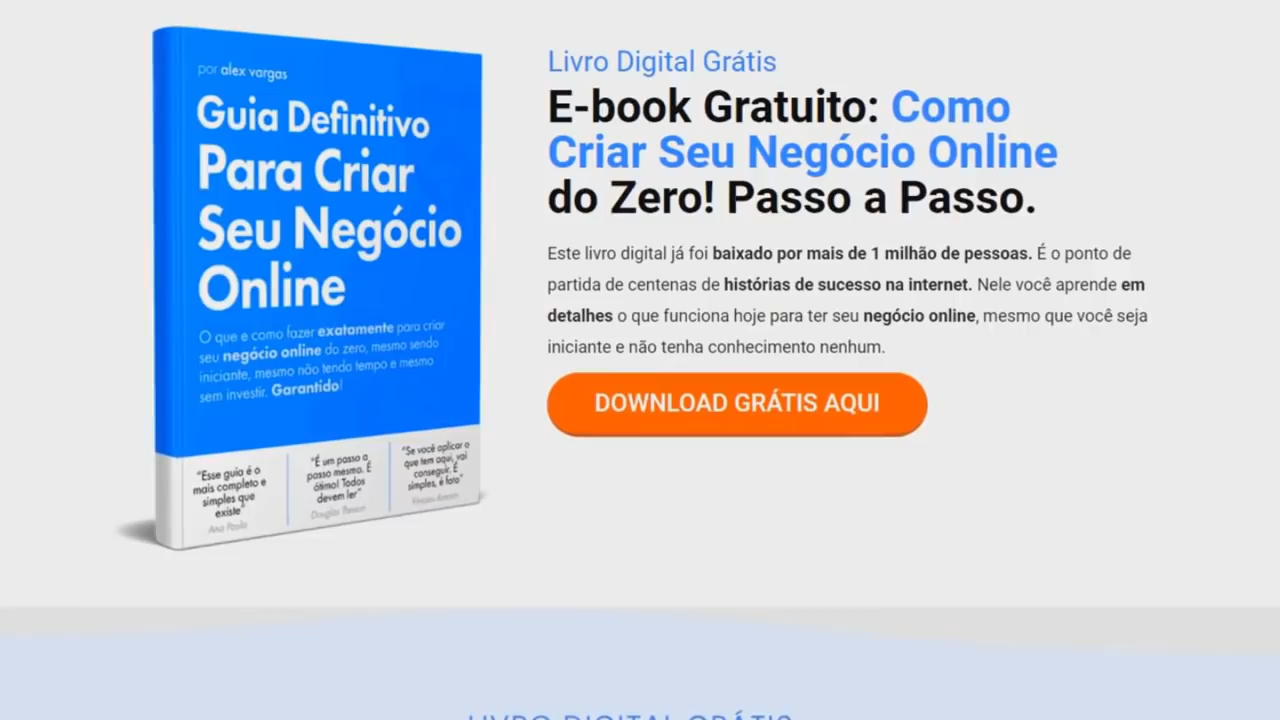 por alex vargas
Guia Definitivo
Para Criar
Seu Negócio
Online
O que e como fazer exatamente para criar
seu negócio online do zero, mesmo sendo
iniciante, mesmo não tendo tempo e mesmo
sem investir. Garantido!
"Esse guia é o
mais completo e
simples que
existe"
Ana Paula
"É um passo a
passo mesmo. É
ótimo! Todos
devem ler"
Douglas
"Se você aplicar o
que tem aqui, vai
conseguir. É
simples, é fato"
Livro Digital Grátis
E-book Gratuito: Como
Criar Seu Negócio Online
do Zero! Passo a Passo.
Este livro digital já foi baixado por mais de 1 milhão de pessoas. É o ponto de
partida de centenas de histórias de sucesso na internet. Nele você aprende em
detalhes o que funciona hoje para ter seu negócio online, mesmo que você seja
iniciante e não tenha conhecimento nenhum.
DOWNLOAD GRÁTIS AQUI
LIVRO DIGITAL GRÁTIS